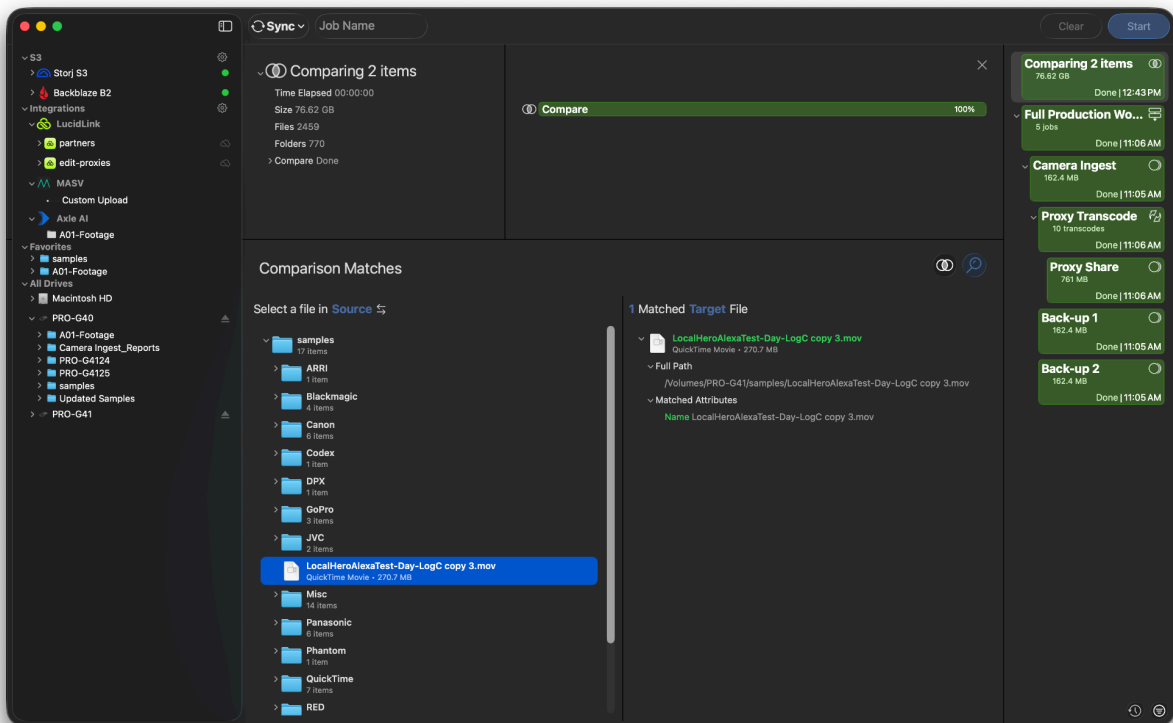 Sync
Job Name
Clear
Start
S3
Storj S3
Backblaze B2
Integrations
LucidLink
partners
edit-proxies
MASV
Custom Upload
Axle AI
A01-Footage
Favorites
samples
A01-Footage
All Drives
Macintosh HD
PRO-G40
A01-Footage
Camera Ingest_Reports
PRO-G4124
PRO-G4125
samples
Updated Samples
PRO-G41
Comparing 2 items
Time Elapsed 00:00:00
Size 76.62 GB
Files 2459
Folders 770
Compare Done
Compare
100%
Comparison Matches
Select a file in Source
samples
17 items
ARRI
1 item
Blackmagic
4 items
Canon
6 items
Codex
1 item
DPX
1 item
GoPro
3 items
JVC
2 items
LocalHeroAlexaTest-Day-LogC copy 3.mov
QuickTime Movie • 270.7 MB
Misc
14 items
Panasonic
6 items
Phantom
1 item
QuickTime
7 items
RED
1 Matched Target File
LocalHeroAlexaTest-Day-LogC copy 3.mov
QuickTime Movie • 270.7 MB
Full Path
/Volumes/PRO-G41/samples/LocalHeroAlexaTest-Day-LogC copy 3.mov
Matched Attributes
Name LocalHeroAlexaTest-Day-LogC copy 3.mov
Comparing 2 items
76.62 GB
Done | 12:43 PM
Full Production Wo...
5 jobs
Done | 11:06 AM
Camera Ingest
162.4 MB
Done | 11:05 AM
Proxy Transcode
10 transcodes
Done | 11:06 AM
Proxy Share
761 MB
Done | 11:06 AM
Back-up 1
162.4 MB
Done | 11:05 AM
Back-up 2
162.4 MB
Done | 11:05 AM